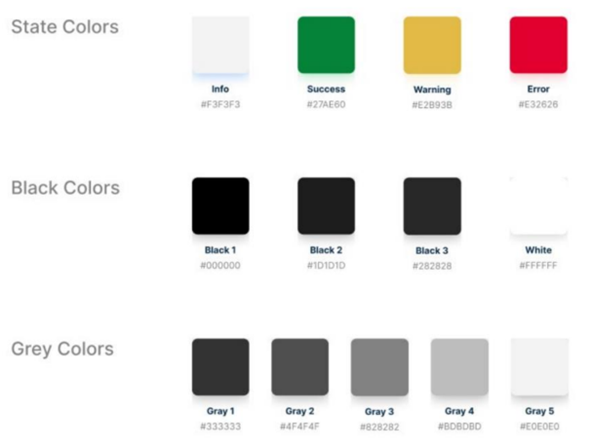 State Colors
Info
Success
Warning
Error
#F3F3F3
#27AE60
#E2B93B
#E32626
Black Colors
Black 1
Black 2
Black 3
White
#000000
#1D1D1D
#282828
#FFFFFF
Grey Colors
Gray 1
Gray 2
Gray 3
Gray 4
Gray 5
#333333
#4F4F4F
#828282
#BDBDBD
#E0E0E0